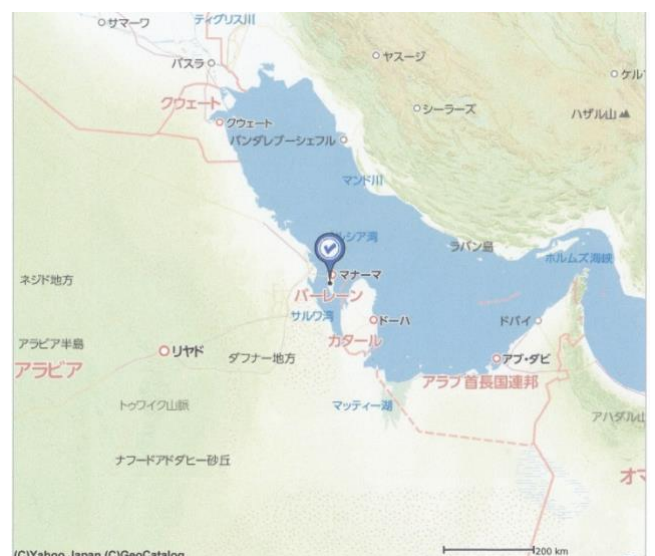 サマーワ
ティグリス川
バスラ
ヤスージ
クウェート
クウェート
シーラーズ
ハザル山
バンダレブーシェフル
マンド川
ルシア湾
ラバン島
ホルムズ海峡
ネジド地方
マナーマ
バーレーン
サルワ湾
ドーハ
ドバイ
アラビア半島
リヤド
ダフナー地方
カタール
アブ・ダビ
アラビア
アラブ首長国連邦
トゥワイク山脈
マッティー湖
アハダル山
ナフードアドダヒー砂丘
オマ
(C)Yahoo Japan,(C)GeoCatalog
200 km